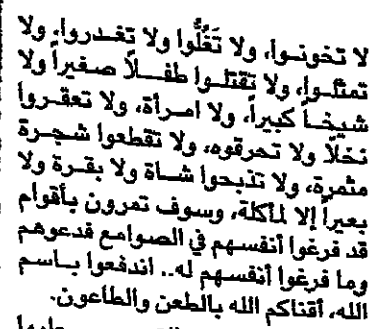 لا تخونوا، ولا تَغُلُّوا ولا تغدروا، ولا
تمثلوا، ولا تقتلوا طفلاً صغيراً ولا
شيخاً كبيراً، ولا امرأة، ولا تعقروا
نخلاً ولا تحرقوه، ولا تقطعوا شجرة
مثمرة، ولا تذبحوا شاة ولا بقرة ولا
بعيراً إلا لمأكلة، وسوف تمرون بأقوام
قد فرغوا أنفسهم في الصوامع فدعوهم
وما فرغوا أنفسهم له.. اندفعوا باسم
الله، أقناكم الله بالطعن والطاعون.